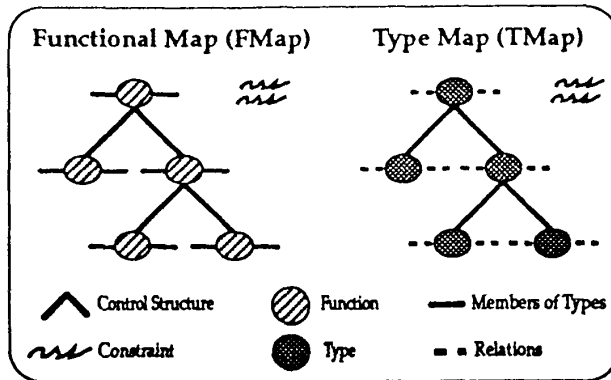 Functional Map (FMap)
Type Map (TMap)
Control Structure
Function
Members of Types
Constraint
Type
Relations